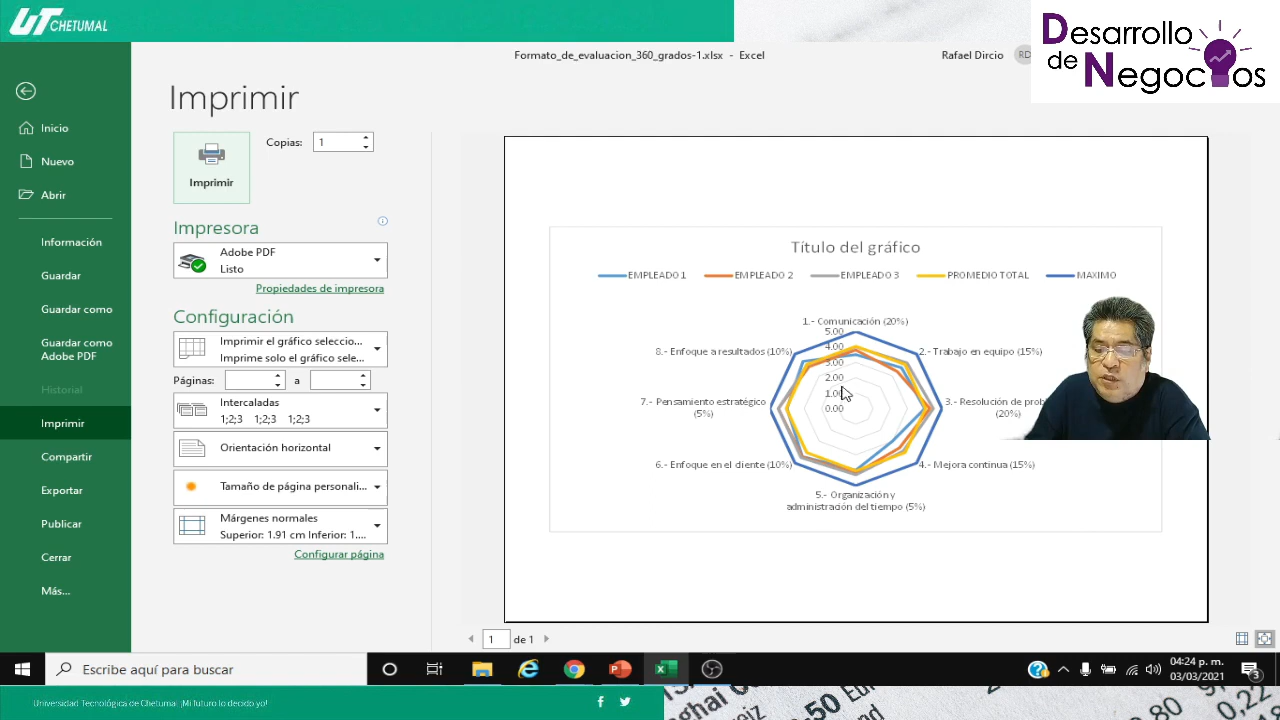 UT CHETUMAL
Desarrollo
de Negocios
Formato_de_evaluacion_360_grados-1.xlsx - Excel
Rafael Dircio
RD
Imprimir
Inicio
Nuevo
Abrir
Información
Guardar
Guardar como
Guardar como
Adobe PDF
Historial
Imprimir
Compartir
Exportar
Publicar
Cerrar
Más...
Imprimir
Copias: 1
Impresora
Adobe PDF
Listo
Propiedades de impresora
Configuración
Imprimir el gráfico seleccio...
Imprime solo el gráfico sele...
Páginas: a
Intercaladas
1;2;3 1;2;3 1;2;3
Orientación horizontal
Tamaño de página personali...
Márgenes normales
Superior: 1.91 cm Inferior: 1....
Configurar página
Título del gráfico
EMPLEADO 1 EMPLEADO 2 EMPLEADO 3 PROMEDIO TOTAL MAXIMO
1.- Comunicación (20%)
5.00
4.00
3.00
2.00
1.00
0.00
2.- Trabajo en equipo (15%)
3.- Resolución de
(20%)
4.- Mejora continua (15%)
5.- Organización y
administración del tiempo (5%)
6.- Enfoque en el cliente (10%)
7.- Pensamiento estratégico
(5%)
8.- Enfoque a resultados (10%)
1 de 1
Escribe aquí para buscar
04:24 p. m.
03/03/2021
3
Universidad Tecnológica de Chetumal ¡Mi futuro lo decido yo!